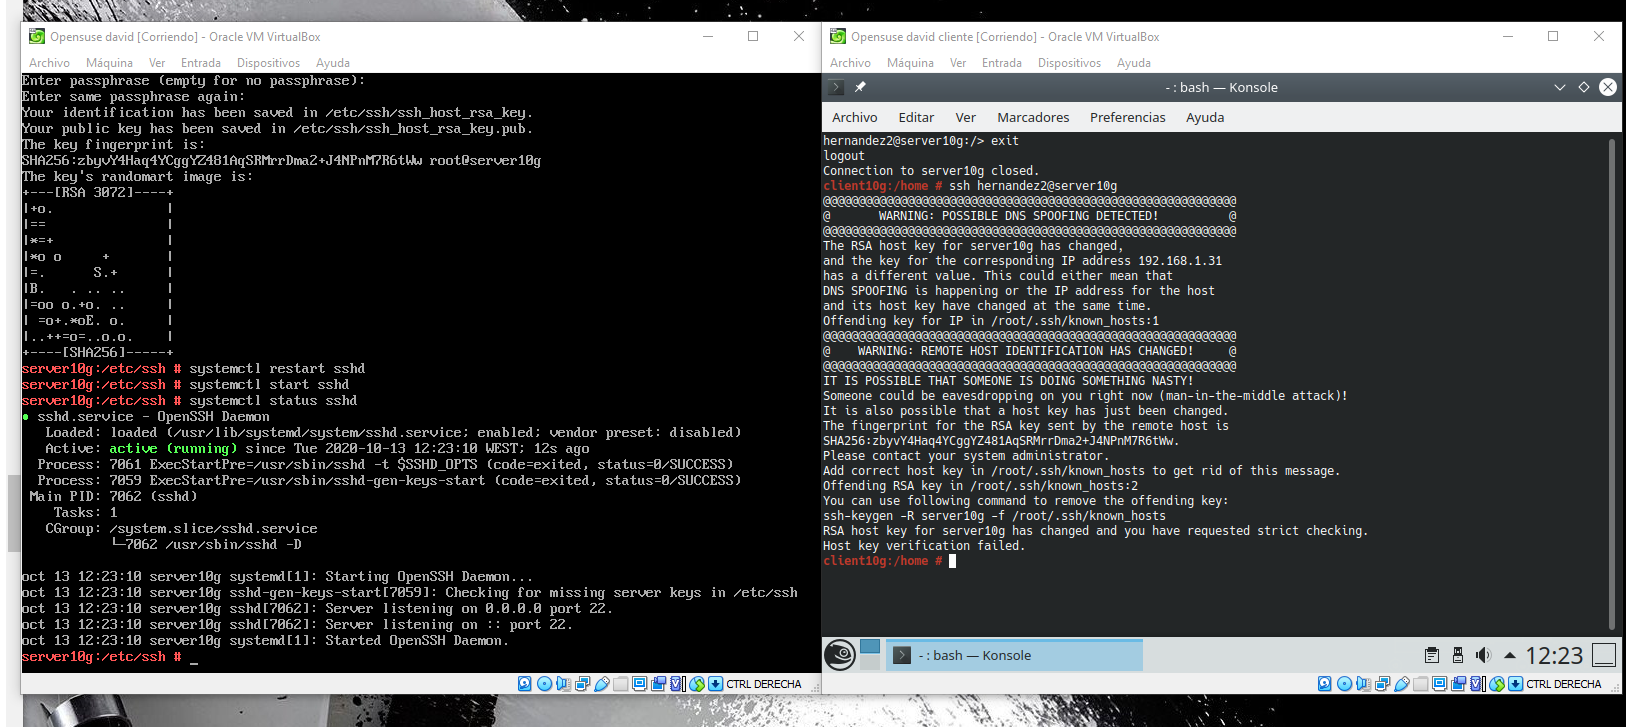 Opensuse david [Corriendo] - Oracle VM VirtualBox
Archivo Máquina Ver Entrada Dispositivos Ayuda
Enter passphrase (empty for no passphrase):
Enter same passphrase again:
Your identification has been saved in /etc/ssh/ssh_host_rsa_key.
Your public key has been saved in /etc/ssh/ssh_host_rsa_key.pub.
The key fingerprint is:
SHA256:zbyvY4Haq4YCggYZ481AqSRMrrDma2+J4NPnM7R6tWw root@server10g
The key's randomart image is:
+---[RSA 3072]----+
|+o.              |
|==               |
|*=+              |
|*o o     +       |
|=.      S.+      |
|B.   . .. ..     |
|=oo o.+o. ..     |
| =o+.*oE. o.     |
|..++=o=..o.o.    |
+----[SHA256]-----+
server10g:/etc/ssh # systemctl restart sshd
server10g:/etc/ssh # systemctl start sshd
server10g:/etc/ssh # systemctl status sshd
● sshd.service - OpenSSH Daemon
Loaded: loaded (/usr/lib/systemd/system/sshd.service; enabled; vendor preset: disabled)
Active: active (running) since Tue 2020-10-13 12:23:10 WEST; 12s ago
Process: 7061 ExecStartPre=/usr/sbin/sshd -t $SSHD_OPTS (code=exited, status=0/SUCCESS)
Process: 7059 ExecStartPre=/usr/sbin/sshd-gen-keys-start (code=exited, status=0/SUCCESS)
Main PID: 7062 (sshd)
Tasks: 1
CGroup: /system.slice/sshd.service
└─7062 /usr/sbin/sshd -D
oct 13 12:23:10 server10g systemd[1]: Starting OpenSSH Daemon...
oct 13 12:23:10 server10g sshd-gen-keys-start[7059]: Checking for missing server keys in /etc/ssh
oct 13 12:23:10 server10g sshd[7062]: Server listening on 0.0.0.0 port 22.
oct 13 12:23:10 server10g sshd[7062]: Server listening on :: port 22.
oct 13 12:23:10 server10g systemd[1]: Started OpenSSH Daemon.
server10g:/etc/ssh # _
CTRL DERECHA
Opensuse david cliente [Corriendo] - Oracle VM VirtualBox
Archivo Máquina Ver Entrada Dispositivos Ayuda
- : bash — Konsole
Archivo Editar Ver Marcadores Preferencias Ayuda
hernandez2@server10g:/> exit
logout
Connection to server10g closed.
client10g:/home # ssh hernandez2@server10g
@@@@@@@@@@@@@@@@@@@@@@@@@@@@@@@@@@@@@@@@@@@@@@@@@@@@@@@@@@@
@       WARNING: POSSIBLE DNS SPOOFING DETECTED!          @
@@@@@@@@@@@@@@@@@@@@@@@@@@@@@@@@@@@@@@@@@@@@@@@@@@@@@@@@@@@
The RSA host key for server10g has changed,
and the key for the corresponding IP address 192.168.1.31
has a different value. This could either mean that
DNS SPOOFING is happening or the IP address for the host
and its host key have changed at the same time.
Offending key for IP in /root/.ssh/known_hosts:1
@@@@@@@@@@@@@@@@@@@@@@@@@@@@@@@@@@@@@@@@@@@@@@@@@@@@@@@@@@@
@    WARNING: REMOTE HOST IDENTIFICATION HAS CHANGED!     @
@@@@@@@@@@@@@@@@@@@@@@@@@@@@@@@@@@@@@@@@@@@@@@@@@@@@@@@@@@@
IT IS POSSIBLE THAT SOMEONE IS DOING SOMETHING NASTY!
Someone could be eavesdropping on you right now (man-in-the-middle attack)!
It is also possible that a host key has just been changed.
The fingerprint for the RSA key sent by the remote host is
SHA256:zbyvY4Haq4YCggYZ481AqSRMrrDma2+J4NPnM7R6tWw.
Please contact your system administrator.
Add correct host key in /root/.ssh/known_hosts to get rid of this message.
Offending RSA key in /root/.ssh/known_hosts:2
You can use following command to remove the offending key:
ssh-keygen -R server10g -f /root/.ssh/known_hosts
RSA host key for server10g has changed and you have requested strict checking.
Host key verification failed.
client10g:/home #
- : bash — Konsole
12:23
CTRL DERECHA